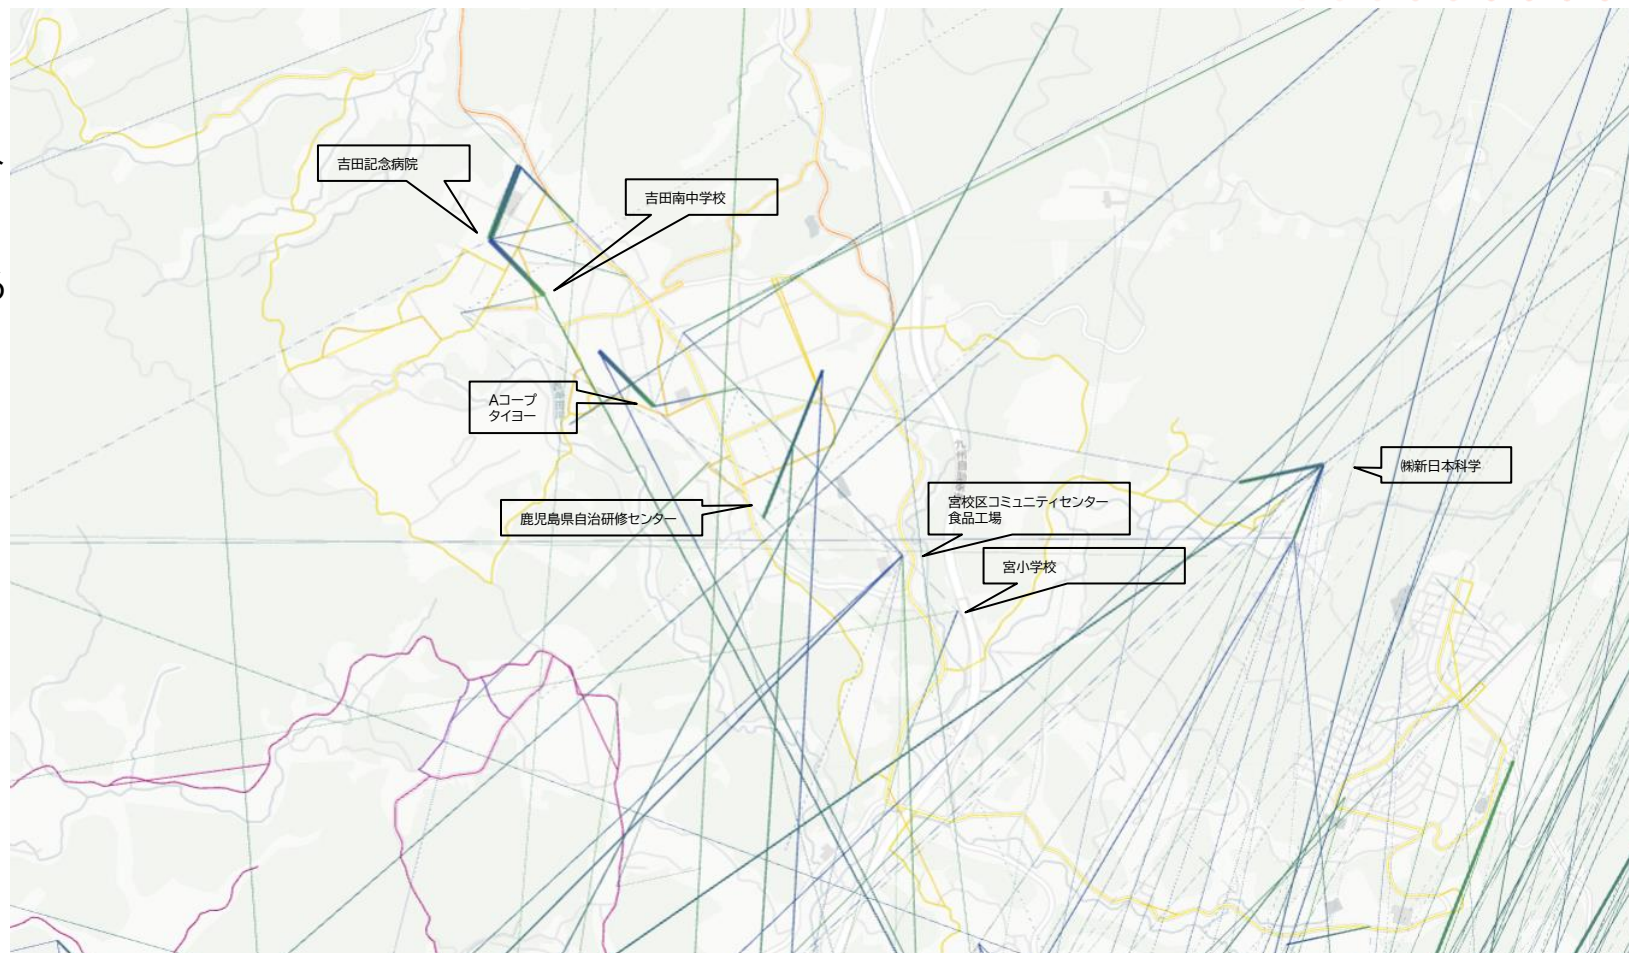 吉田記念病院
吉田南中学校
Aコープ
タイヨー
㈱新日本科学
鹿児島県自治研修センター
宮校区コミュニティセンター
食品工場
宮小学校